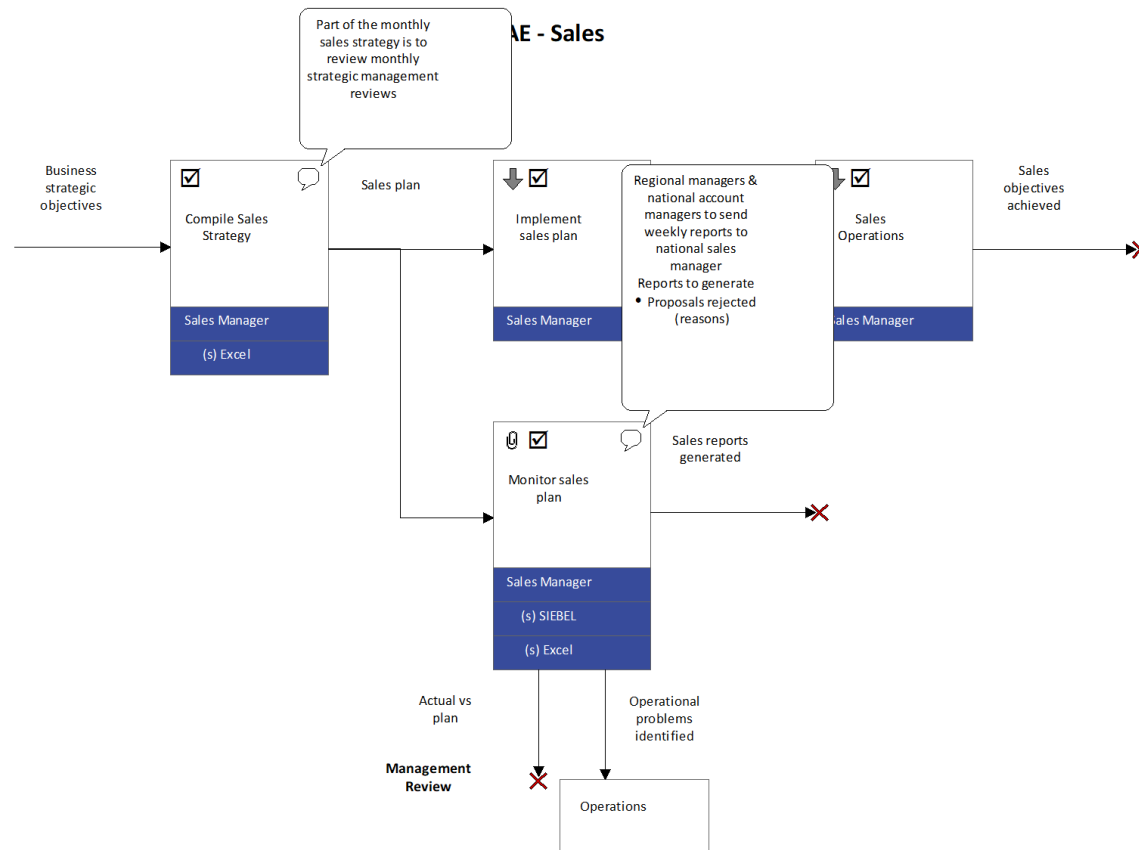 AE - Sales
Part of the monthly
sales strategy is to
review monthly
strategic management
reviews
Business
strategic
objectives
Compile Sales
Strategy
Sales Manager
(s) Excel
Sales plan
Implement
sales plan
Sales Manager
Regional managers &
national account
managers to send
weekly reports to
national sales
manager
Reports to generate
• Proposals rejected
(reasons)
Sales
Operations
Sales Manager
Sales
objectives
achieved
Monitor sales
plan
Sales Manager
(s) SIEBEL
(s) Excel
Sales reports
generated
Actual vs
plan
Management
Review
Operational
problems
identified
Operations